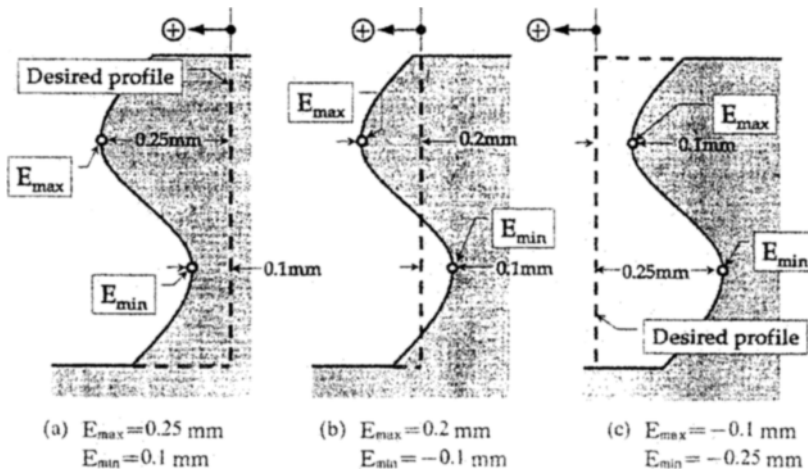 ⊕
⊕
⊕
Desired profile
0.25mm
Emax
0.1mm
Emin
Emax
0.2mm
Emin
0.1mm
Emax
0.1mm
Emin
0.25mm
Desired profile
(a) Emax=0.25 mm
Emin=0.1 mm
(b) Emax=0.2 mm
Emin=−0.1 mm
(c) Emax=−0.1 mm
Emin=−0.25 mm